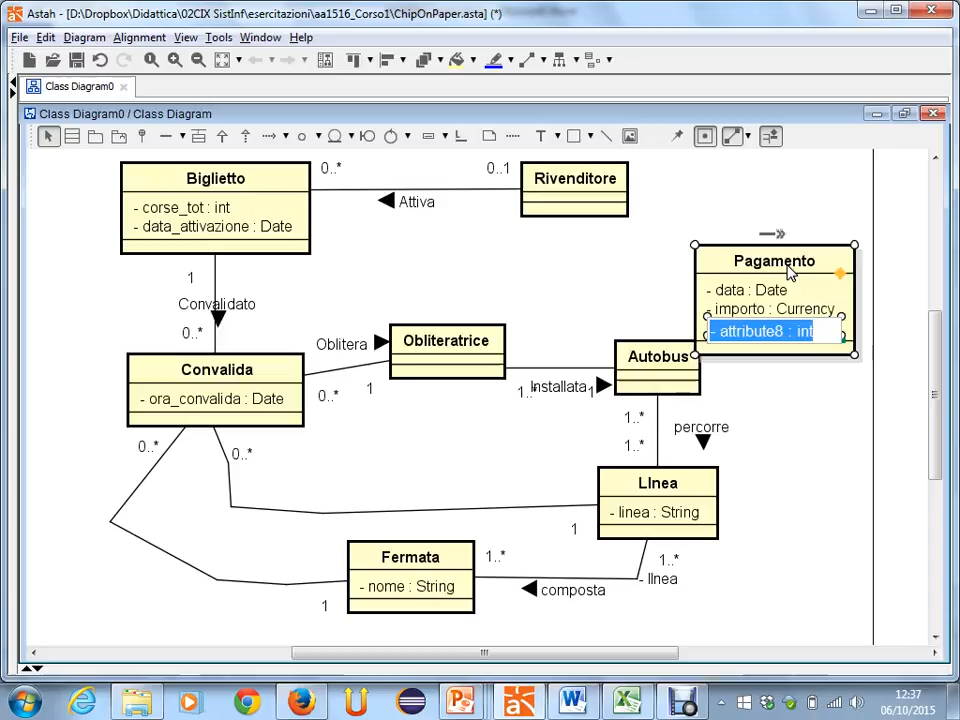 Astah - [D:\Dropbox\Didattica\02CIX SistInf\esercitazioni\aa1516_Corso1\ChipOnPaper.asta] (*)
File Edit Diagram Alignment View Tools Window Help
Class Diagram0
Class Diagram0 / Class Diagram
Biglietto
- corse_tot : int
- data_attivazione : Date
0..*
0..1
Attiva
Rivenditore
Pagamento
- data : Date
- importo : Currency
- attribute8 : int
1
Convalidato
0..*
Convalida
- ora_convalida : Date
Oblitera
0..*
1
Obliteratrice
1..*
Installata
1
Autobus
1..*
percorre
1..*
LInea
- linea : String
0..*
0..*
1
Fermata
- nome : String
1
1..*
composta
1..*
- lInea
12:37
06/10/2015